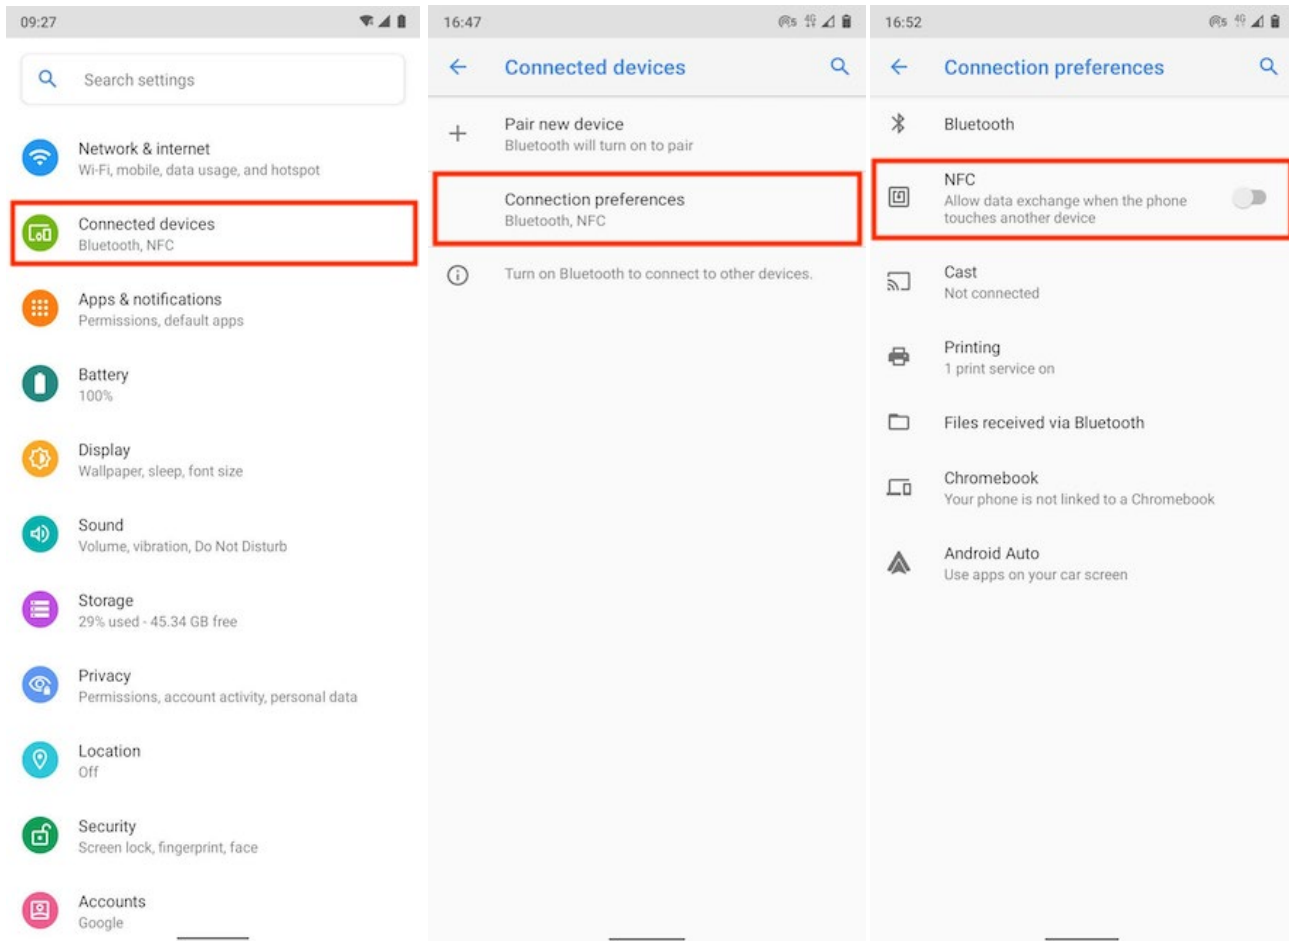 09:27
Search settings
Network & internet
Wi-Fi, mobile, data usage, and hotspot
Connected devices
Bluetooth, NFC
Apps & notifications
Permissions, default apps
Battery
100%
Display
Wallpaper, sleep, font size
Sound
Volume, vibration, Do Not Disturb
Storage
29% used - 45.34 GB free
Privacy
Permissions, account activity, personal data
Location
Off
Security
Screen lock, fingerprint, face
Accounts
Google
16:47
5 4G
Connected devices
Pair new device
Bluetooth will turn on to pair
Connection preferences
Bluetooth, NFC
Turn on Bluetooth to connect to other devices.
16:52
5 4G
Connection preferences
Bluetooth
NFC
Allow data exchange when the phone
touches another device
Cast
Not connected
Printing
1 print service on
Files received via Bluetooth
Chromebook
Your phone is not linked to a Chromebook
Android Auto
Use apps on your car screen